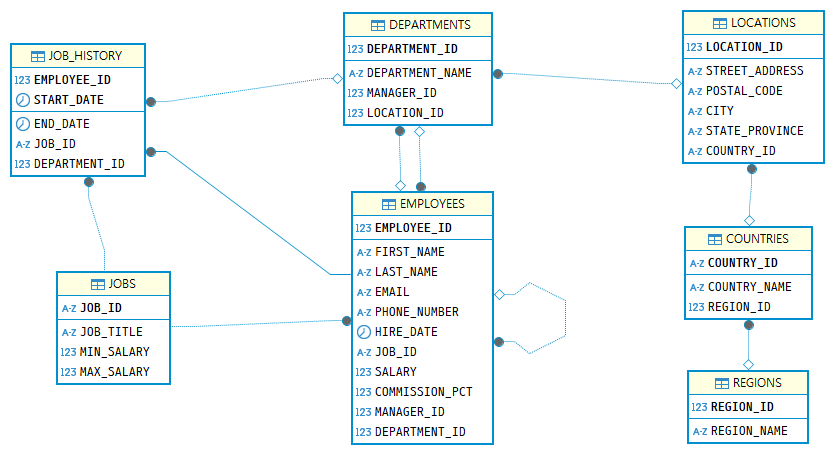 JOB_HISTORY
123 EMPLOYEE_ID
START_DATE
END_DATE
A-Z JOB_ID
123 DEPARTMENT_ID
DEPARTMENTS
123 DEPARTMENT_ID
A-Z DEPARTMENT_NAME
123 MANAGER_ID
123 LOCATION_ID
LOCATIONS
123 LOCATION_ID
A-Z STREET_ADDRESS
A-Z POSTAL_CODE
A-Z CITY
A-Z STATE_PROVINCE
A-Z COUNTRY_ID
JOBS
A-Z JOB_ID
A-Z JOB_TITLE
123 MIN_SALARY
123 MAX_SALARY
EMPLOYEES
123 EMPLOYEE_ID
A-Z FIRST_NAME
A-Z LAST_NAME
A-Z EMAIL
A-Z PHONE_NUMBER
HIRE_DATE
A-Z JOB_ID
123 SALARY
123 COMMISSION_PCT
123 MANAGER_ID
123 DEPARTMENT_ID
COUNTRIES
A-Z COUNTRY_ID
A-Z COUNTRY_NAME
123 REGION_ID
REGIONS
123 REGION_ID
A-Z REGION_NAME